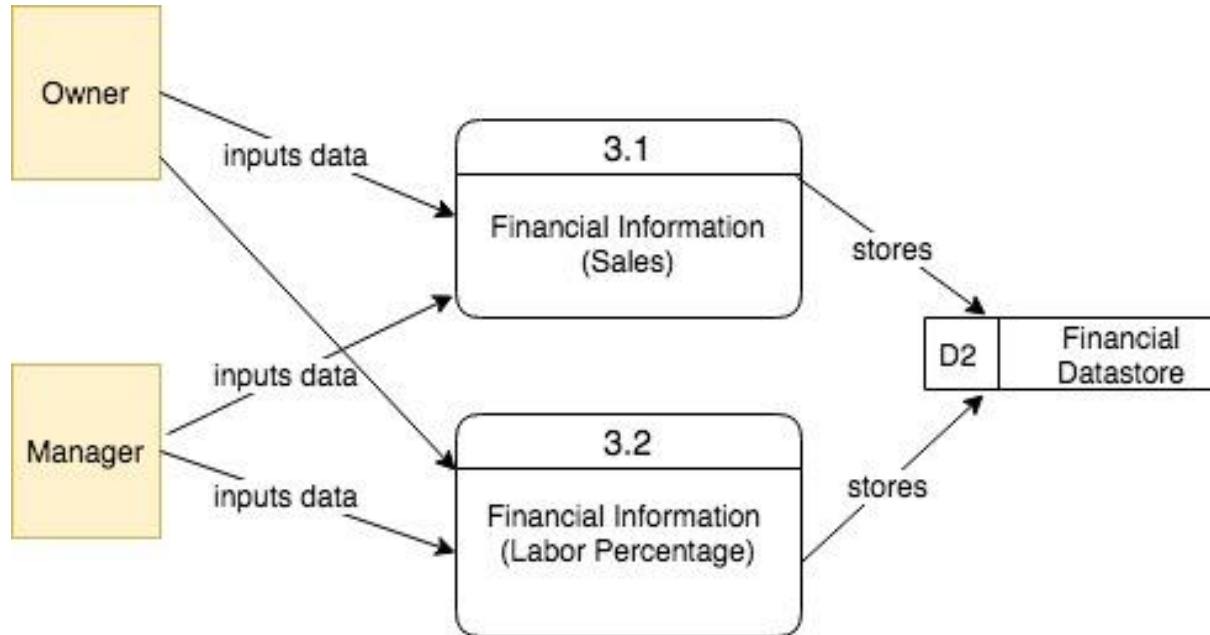 Owner
inputs data
3.1
Financial Information
(Sales)
stores
D2
Financial
Datastore
inputs data
Manager
3.2
inputs data
Financial Information
(Labor Percentage)
stores